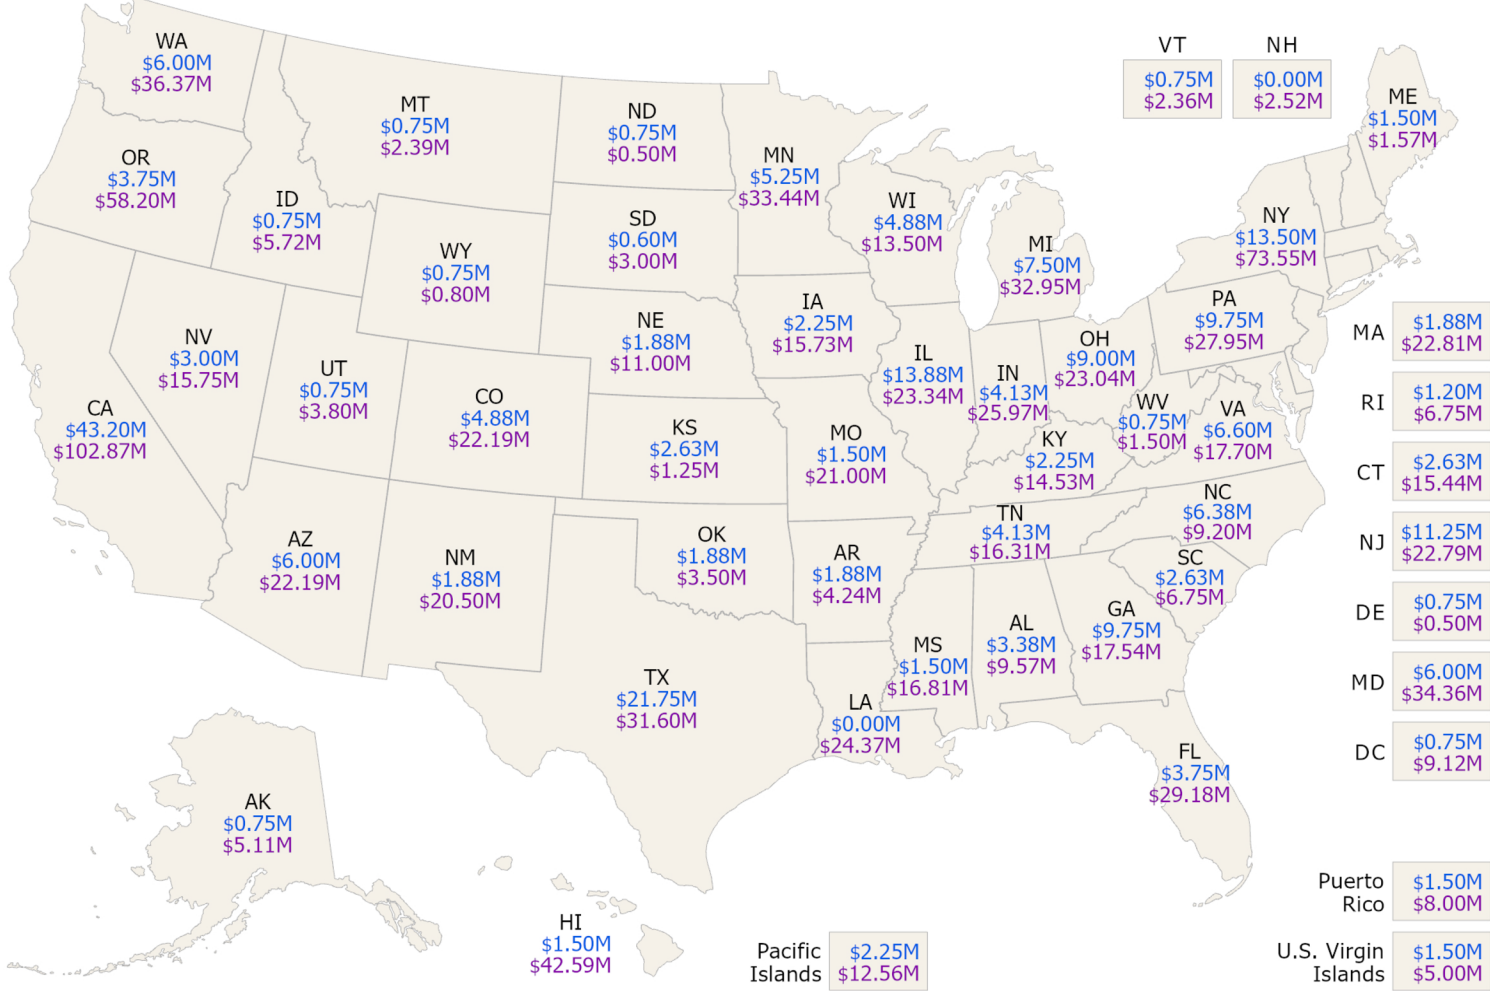 WA
$6.00M
$36.37M
MT
$0.75M
$2.39M
ND
$0.75M
$0.50M
MN
$5.25M
$33.44M
VT
$0.75M
$2.36M
NH
$0.00M
$2.52M
ME
$1.50M
$1.57M
OR
$3.75M
$58.20M
ID
$0.75M
$5.72M
WY
$0.75M
$0.80M
SD
$0.60M
$3.00M
WI
$4.88M
$13.50M
MI
$7.50M
$32.95M
NY
$13.50M
$73.55M
NV
$3.00M
$15.75M
UT
$0.75M
$3.80M
NE
$1.88M
$11.00M
IA
$2.25M
$15.73M
IL
$13.88M
$23.34M
IN
$4.13M
$25.97M
OH
$9.00M
$23.04M
PA
$9.75M
$27.95M
MA
$1.88M
$22.81M
CA
$43.20M
$102.87M
CO
$4.88M
$22.19M
KS
$2.63M
$1.25M
MO
$1.50M
$21.00M
KY
$2.25M
$14.53M
WV
$0.75M
$1.50M
VA
$6.60M
$17.70M
RI
$1.20M
$6.75M
CT
$2.63M
$15.44M
AZ
$6.00M
$22.19M
NM
$1.88M
$20.50M
OK
$1.88M
$3.50M
AR
$1.88M
$4.24M
TN
$4.13M
$16.31M
NC
$6.38M
$9.20M
SC
$2.63M
$6.75M
NJ
$11.25M
$22.79M
DE
$0.75M
$0.50M
TX
$21.75M
$31.60M
LA
$0.00M
$24.37M
MS
$1.50M
$16.81M
AL
$3.38M
$9.57M
GA
$9.75M
$17.54M
MD
$6.00M
$34.36M
DC
$0.75M
$9.12M
FL
$3.75M
$29.18M
AK
$0.75M
$5.11M
HI
$1.50M
$42.59M
Pacific
Islands
$2.25M
$12.56M
Puerto
Rico
$1.50M
$8.00M
U.S. Virgin
Islands
$1.50M
$5.00M